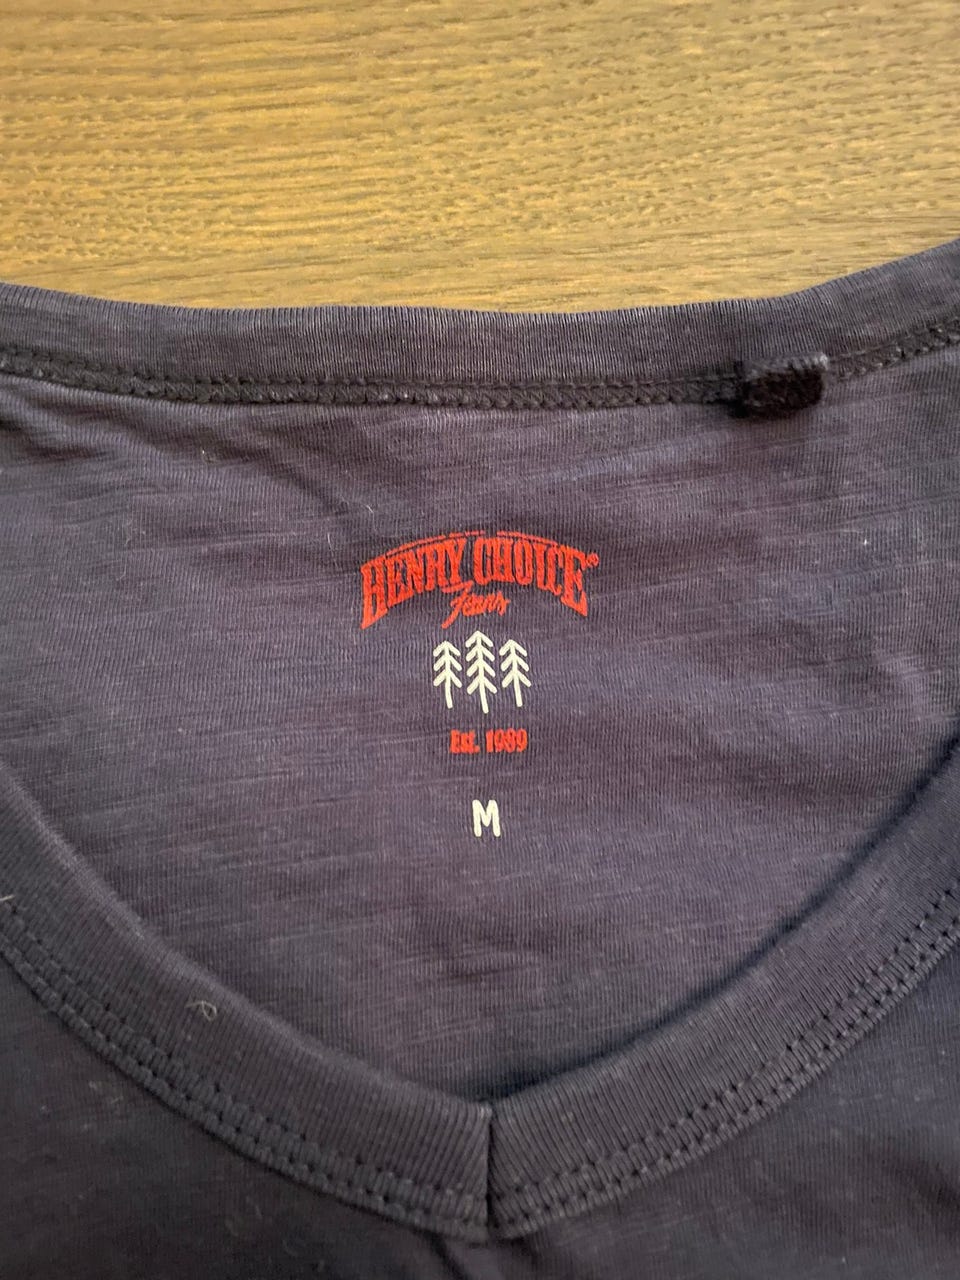 HENRY CHOICE®
Jeans
Est. 1989
M